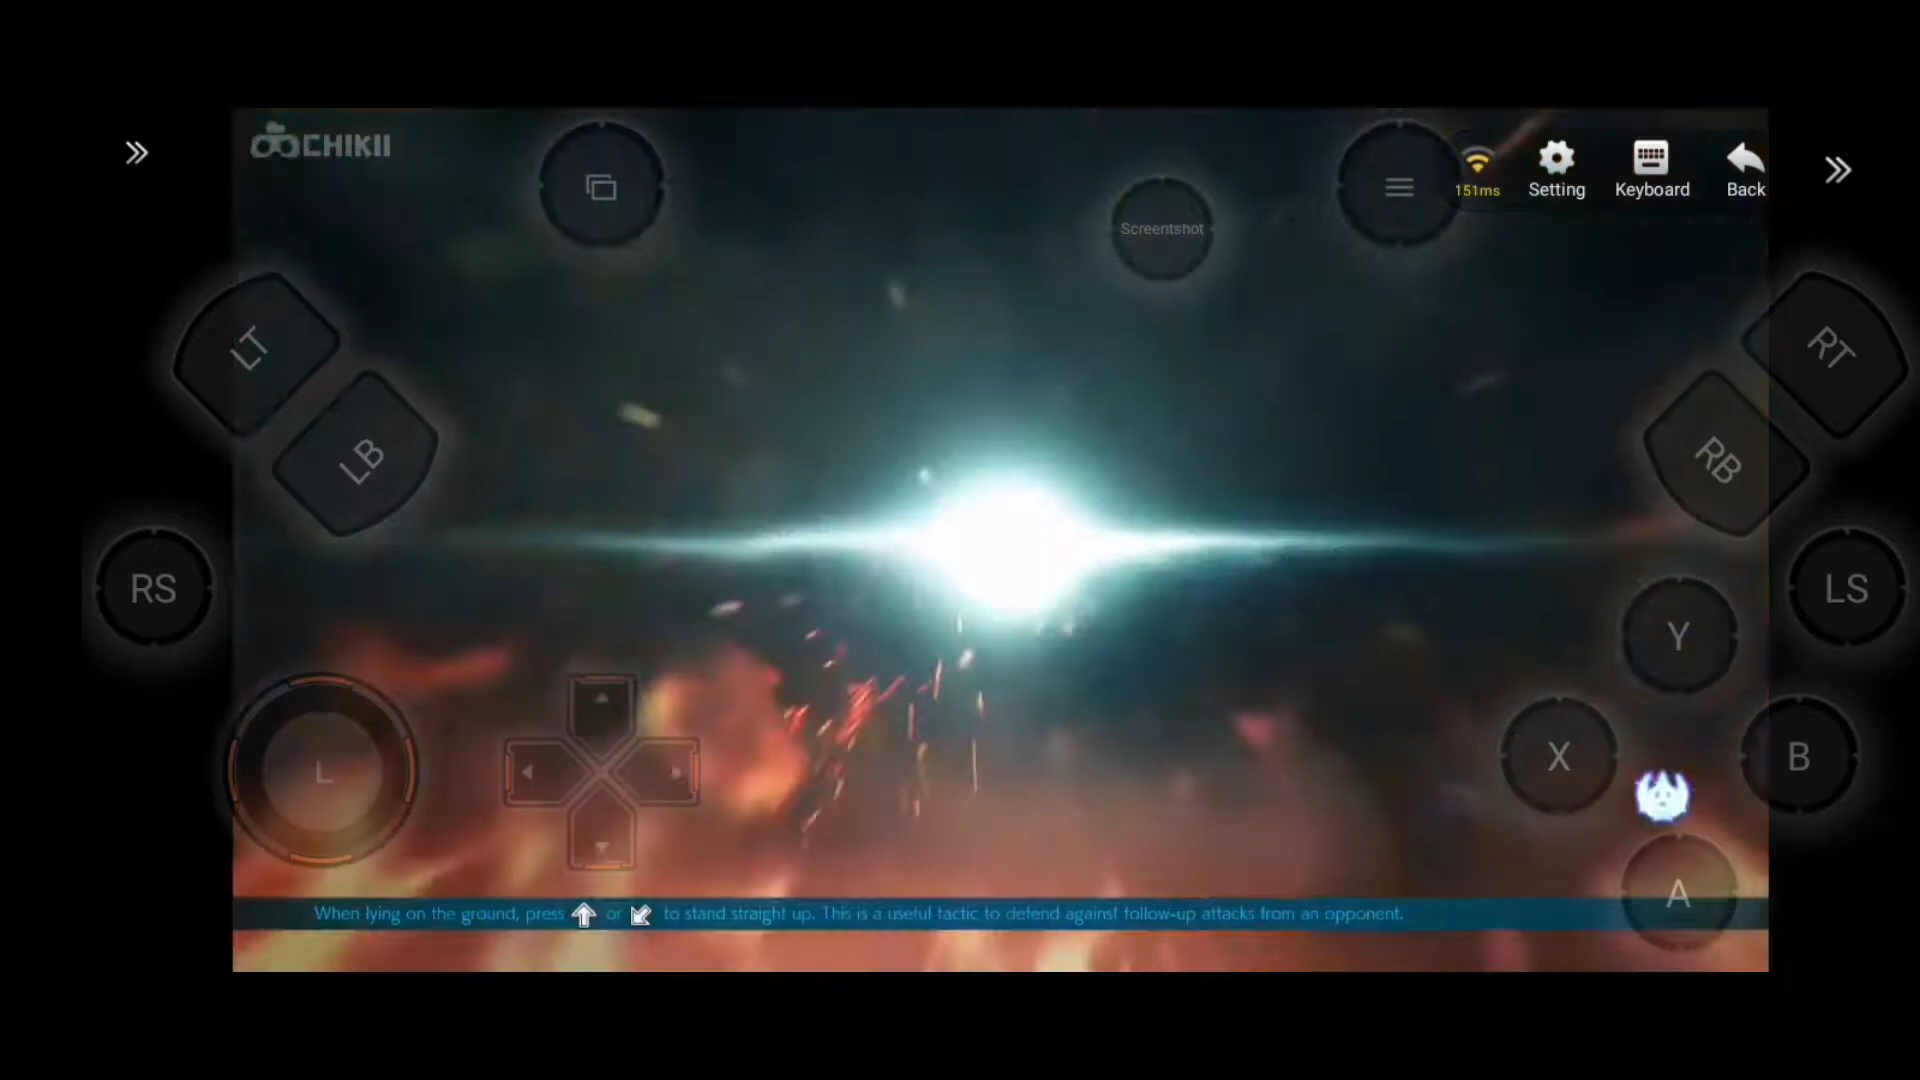 CHIKII
151ms
Setting
Keyboard
Back
Screentshot
LT
RT
LB
RB
RS
LS
Y
X
B
L
A
When lying on the ground, press or to stand straight up. This is a useful tactic to defend against follow-up attacks from an opponent.